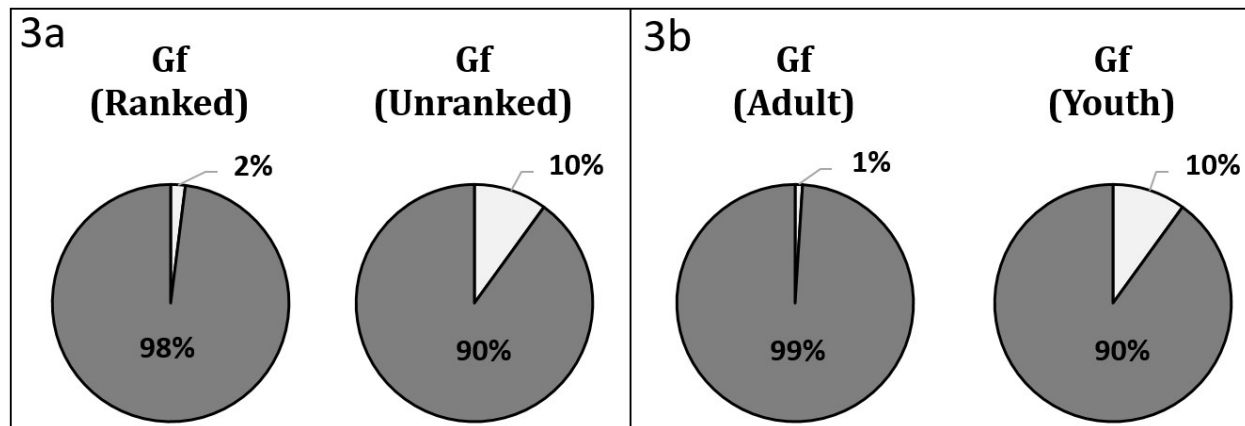 3a
Gf
(Ranked)
2%
98%
Gf
(Unranked)
10%
90%
3b
Gf
(Adult)
1%
99%
Gf
(Youth)
10%
90%